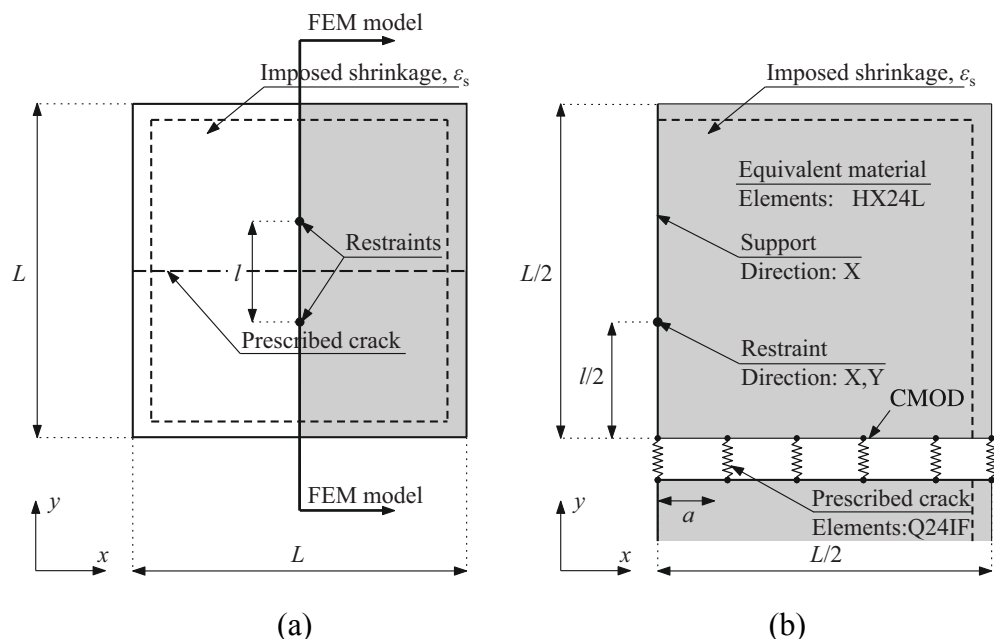 FEM model
Imposed shrinkage, εs
L
l
Restraints
Prescribed crack
FEM model
y
x
L
(a)
Imposed shrinkage, εs
Equivalent material
Elements: HX24L
Support
Direction: X
L/2
Restraint
Direction: X,Y
l/2
CMOD
Prescribed crack
Elements:Q24IF
a
y
x
L/2
(b)